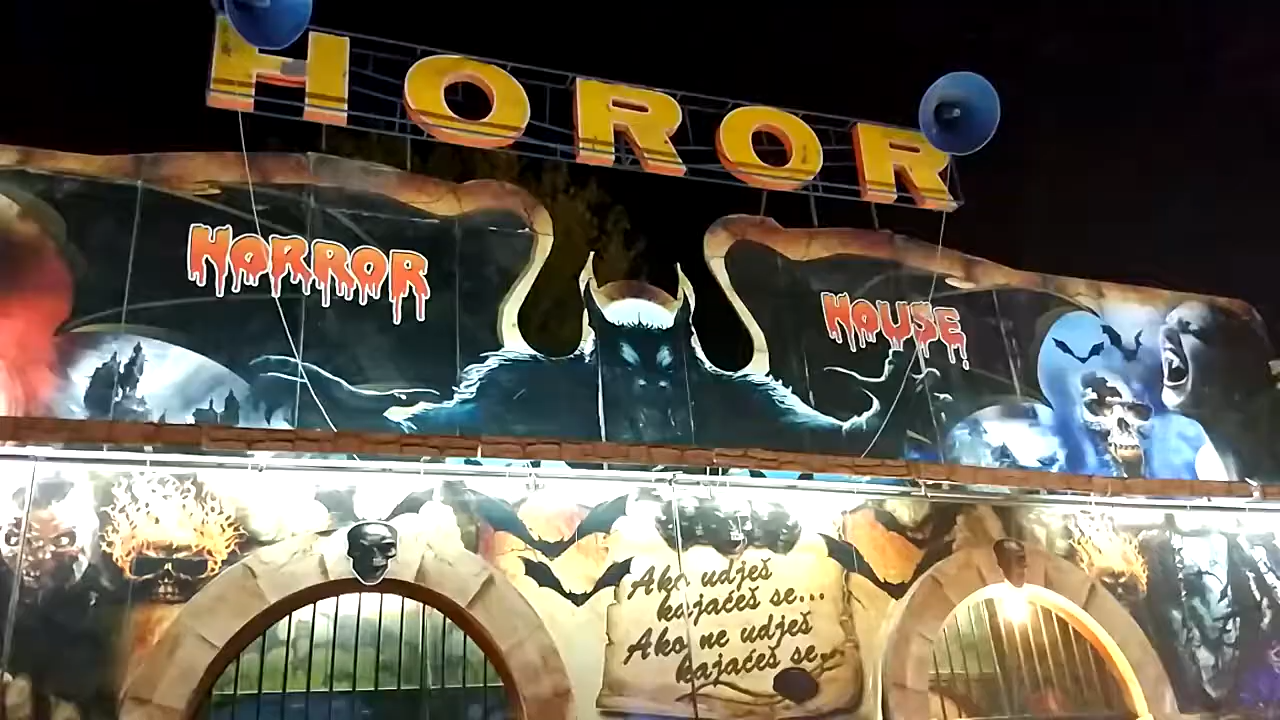 HOROR
HORROR
HOUSE
Ako udješ
kajaćeš se...
Ako ne udješ
kajaćeš se